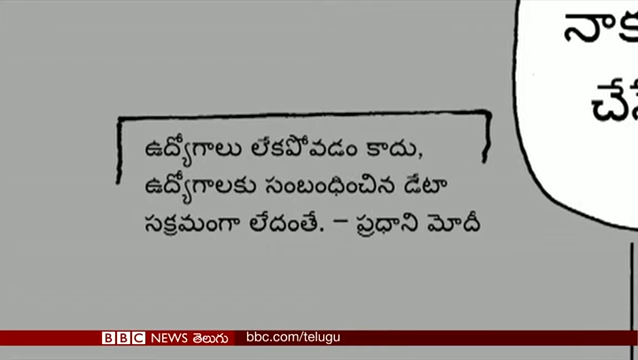 ఉద్యోగాలు లేకపోవడం కాదు,
ఉద్యోగాలకు సంబంధించిన డేటా
సక్రమంగా లేదంతే. – ప్రధాని మోదీ
BBC NEWS తెలుగు bbc.com/telugu